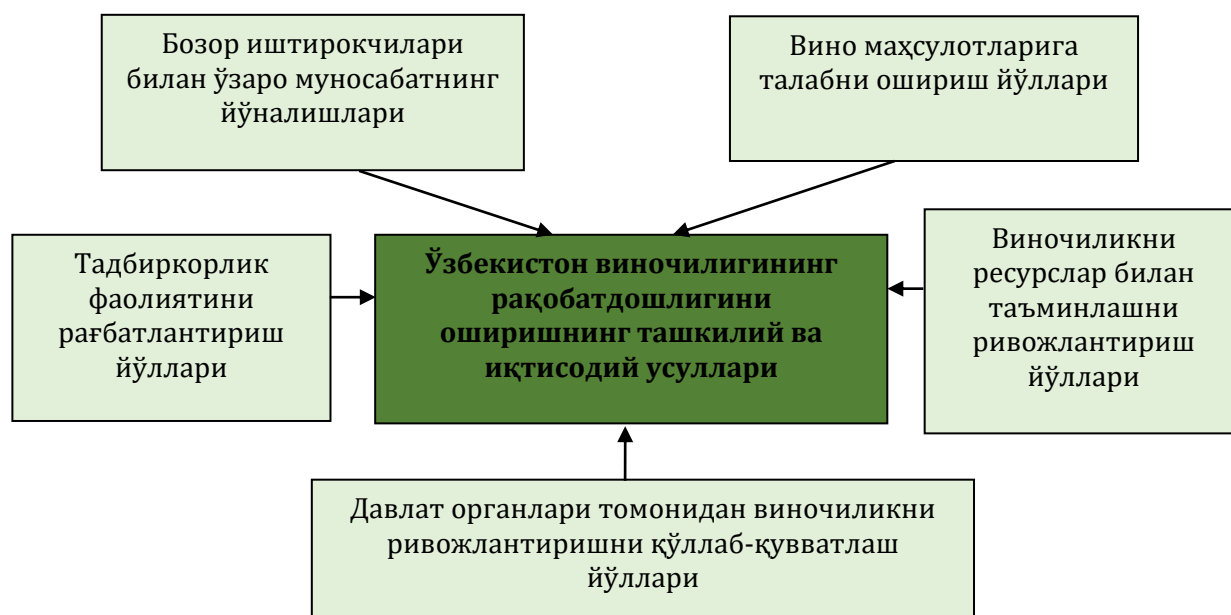 Бозор иштирокчилари
билан ўзаро муносабатнинг
йўналишлари
Вино маҳсулотларига
талабни ошириш йўллари
Тадбиркорлик
фаолиятини
рағбатлантириш
йўллари
Ўзбекистон виночилигининг
рақобатдошлигини
оширишнинг ташкилий ва
иқтисодий усуллари
Виночиликни
ресурслар билан
таъминлашни
ривожлантириш
йўллари
Давлат органлари томонидан виночиликни
ривожлантиришни қўллаб-қувватлаш
йўллари